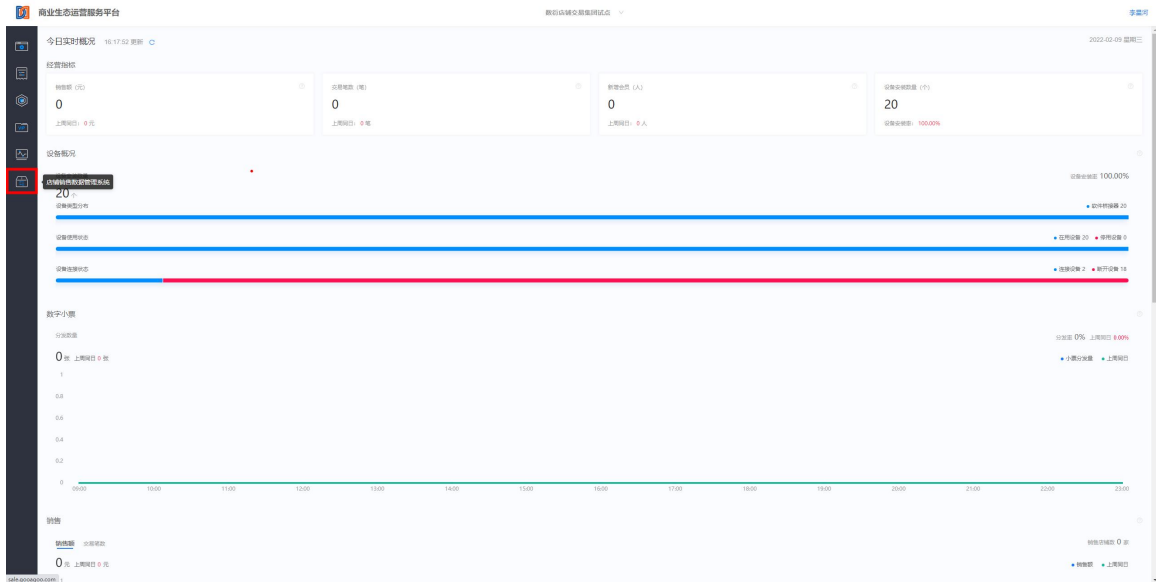 商业生态运营服务平台
李嘉河
今日实时概况 16:17:52 更新
2022-02-09 星期三
经营指标
销售额（元） 交易笔数（笔） 新增会员（人） 设备安装数量（个）
0 0 0 20
上周同日：0 元 上周同日：0 笔 上周同日：0 人 设备安装率：100.00%
设备概况
店铺销售数据管理系统
设备安装率 100.00%
20 个
设备类型分布 软件桥接器 20
设备使用状态 在用设备 20 停用设备 0
设备连接状态 连接设备 2 断开设备 18
数字小票
分发数量 分发率 0% 上周同日 0.00%
0 张 上周同日 0 张 小票分发量 上周同日
1
0.8
0.6
0.4
0.2
0
09:00 10:00 11:00 12:00 13:00 14:00 15:00 16:00 17:00 18:00 19:00 20:00 21:00 22:00 23:00
销售
销售额 交易笔数 销售店铺数 0 家
0 元 上周同日 0 元 销售额 上周同日
sale.gooagoo.com